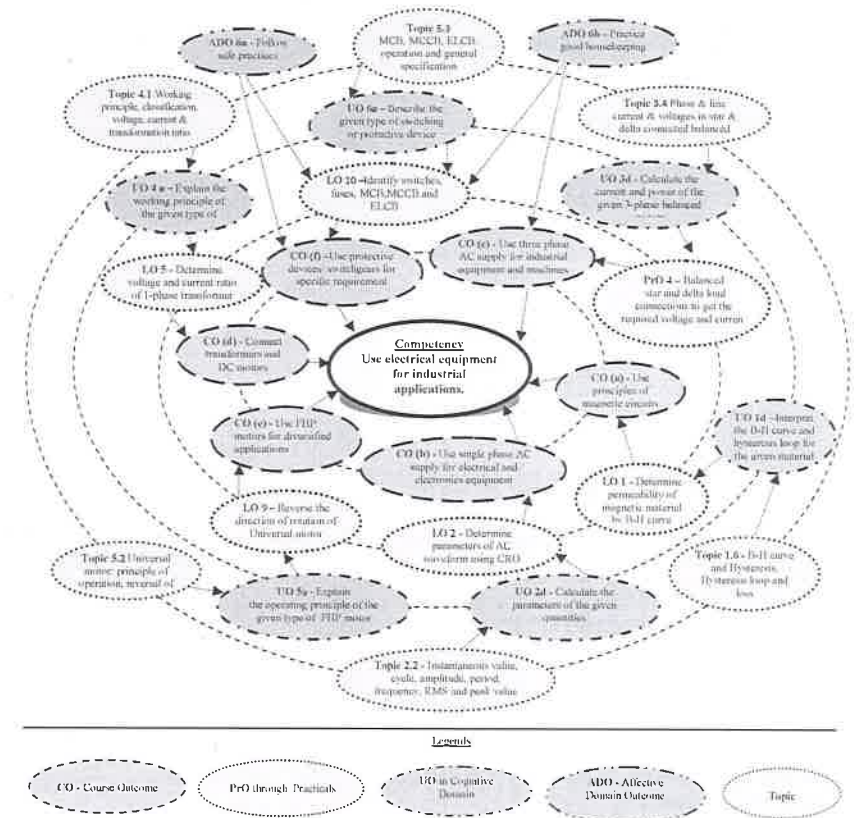 ADO 6a - Follow
safe practices
Topic 5.3
MCB, MCCB, ELCB,
operation and general
specification
ADO 6b - Practice
good housekeeping
Topic 4.1 Working
principle, classification,
voltage, current &
transformation ratio
UO 6a – Describe the
given type of switching
or protective device
Phase & line
current & voltages in star &
delta connected balanced
UO 4 a – Explain the
working principle of
the given type of
LO 10 –Identify switches,
fuses, MCB,MCCB and
ELCB
UO 3d - Calculate the
current and power of the
given 3-phase balanced
LO 5 - Determine
voltage and current ratio
of 1-phase transformer
CO (f) –Use protective
devices/ switchgears for
specific requirement
- Use three phase
AC supply for industrial
equipment and machines
PrO 4 – Balanced
star and delta load
connections to get the
required voltage and current
CO (d) - Connect
transformers and
DC motors
Competency
Use electrical equipment
for industrial
applications.
CO (a) - Use
principles of
magnetic circuits
- Use FHP
motors for diversified
applications
CO (b) - Use single phase AC
supply for electrical and
electronics equipment
UO 1d –Interpret
the B-H curve and
hysteresis loop for
given material
LO 9 – Reverse the
direction of rotation of
Universal motor
LO 2 – Determine
parameters of AC
waveform using CRO
LO 1 - Determine
permeability of
magnetic material
by B-H curve
Topic 5.2 Universal
motor: principle of
operation, reversal of
UO 5a - Explain
the operating principle of the
given type of FHP motor
UO 2d - Calculate the
parameters of the given
quantities
Topic 1.6 - B-H curve
and Hysteresis,
Hysteresis loop and
loss
Topic 2.2 - Instantaneous value,
cycle, amplitude, period,
frequency, RMS and peak value
Legends
CO - Course Outcome
PrO through Practicals
UO in Cognitive
Domain
ADO - Affective
Domain Outcome
Topic